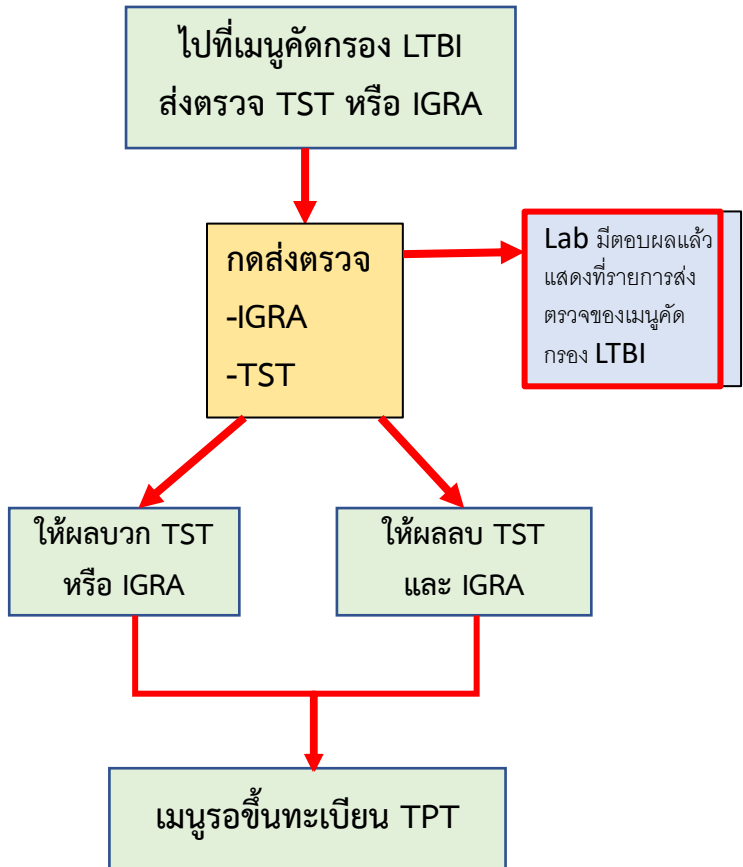 ไปที่เมนูคัดกรอง LTBI
ส่งตรวจ TST หรือ IGRA
กดส่งตรวจ
-IGRA
-TST
Lab มีตอบผลแล้ว
แสดงที่รายการส่ง
ตรวจของเมนูคัด
กรอง LTBI
ให้ผลบวก TST
หรือ IGRA
ให้ผลลบ TST
และ IGRA
เมนูรอขึ้นทะเบียน TPT